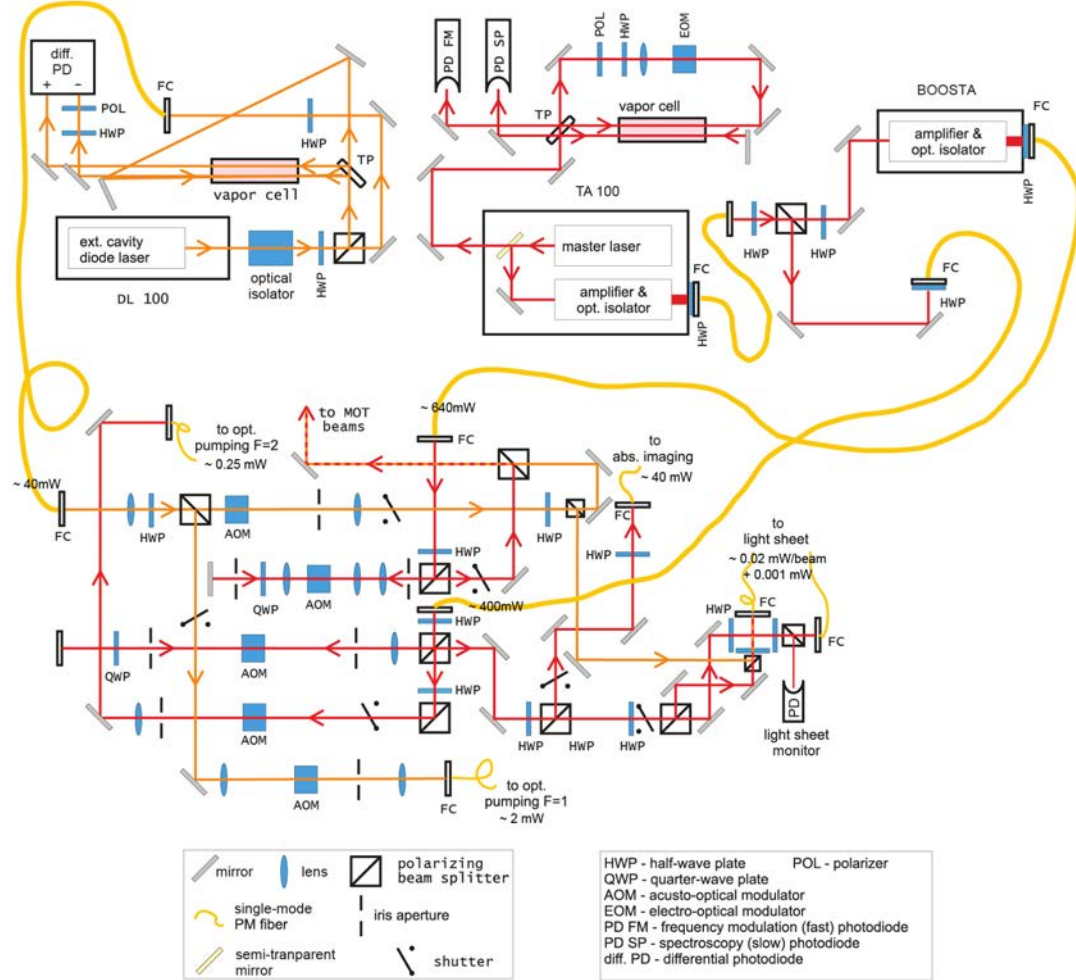 diff.
PD
+ −
POL
HWP
FC
HWP
TP
vapor cell
ext. cavity
diode laser
optical
isolator
HWP
DL 100
PD FM
PD SP
POL
HWP
EOM
TP
vapor cell
TA 100
master laser
amplifier &
opt. isolator
FC
HWP
BOOSTA
amplifier &
opt. isolator
FC
HWP
HWP
HWP
FC
HWP
to opt.
pumping F=2
~ 0.25 mW
to MOT
beams
~ 640mW
FC
to
abs. imaging
~ 40 mW
FC
~ 40mW
FC
HWP
AOM
HWP
HWP
HWP
QWP
AOM
~ 400mW
HWP
to
light sheet
~ 0.02 mW/beam
+ 0.001 mW
HWP
FC
FC
QWP
AOM
HWP
AOM
HWP
HWP
HWP
PD
light sheet
monitor
AOM
FC
to opt.
pumping F=1
~ 2 mW
mirror
lens
polarizing
beam splitter
single-mode
PM fiber
iris aperture
semi-tranparent
mirror
shutter
HWP - half-wave plate POL - polarizer
QWP - quarter-wave plate
AOM - acusto-optical modulator
EOM - electro-optical modulator
PD FM - frequency modulation (fast) photodiode
PD SP - spectroscopy (slow) photodiode
diff. PD - differential photodiode